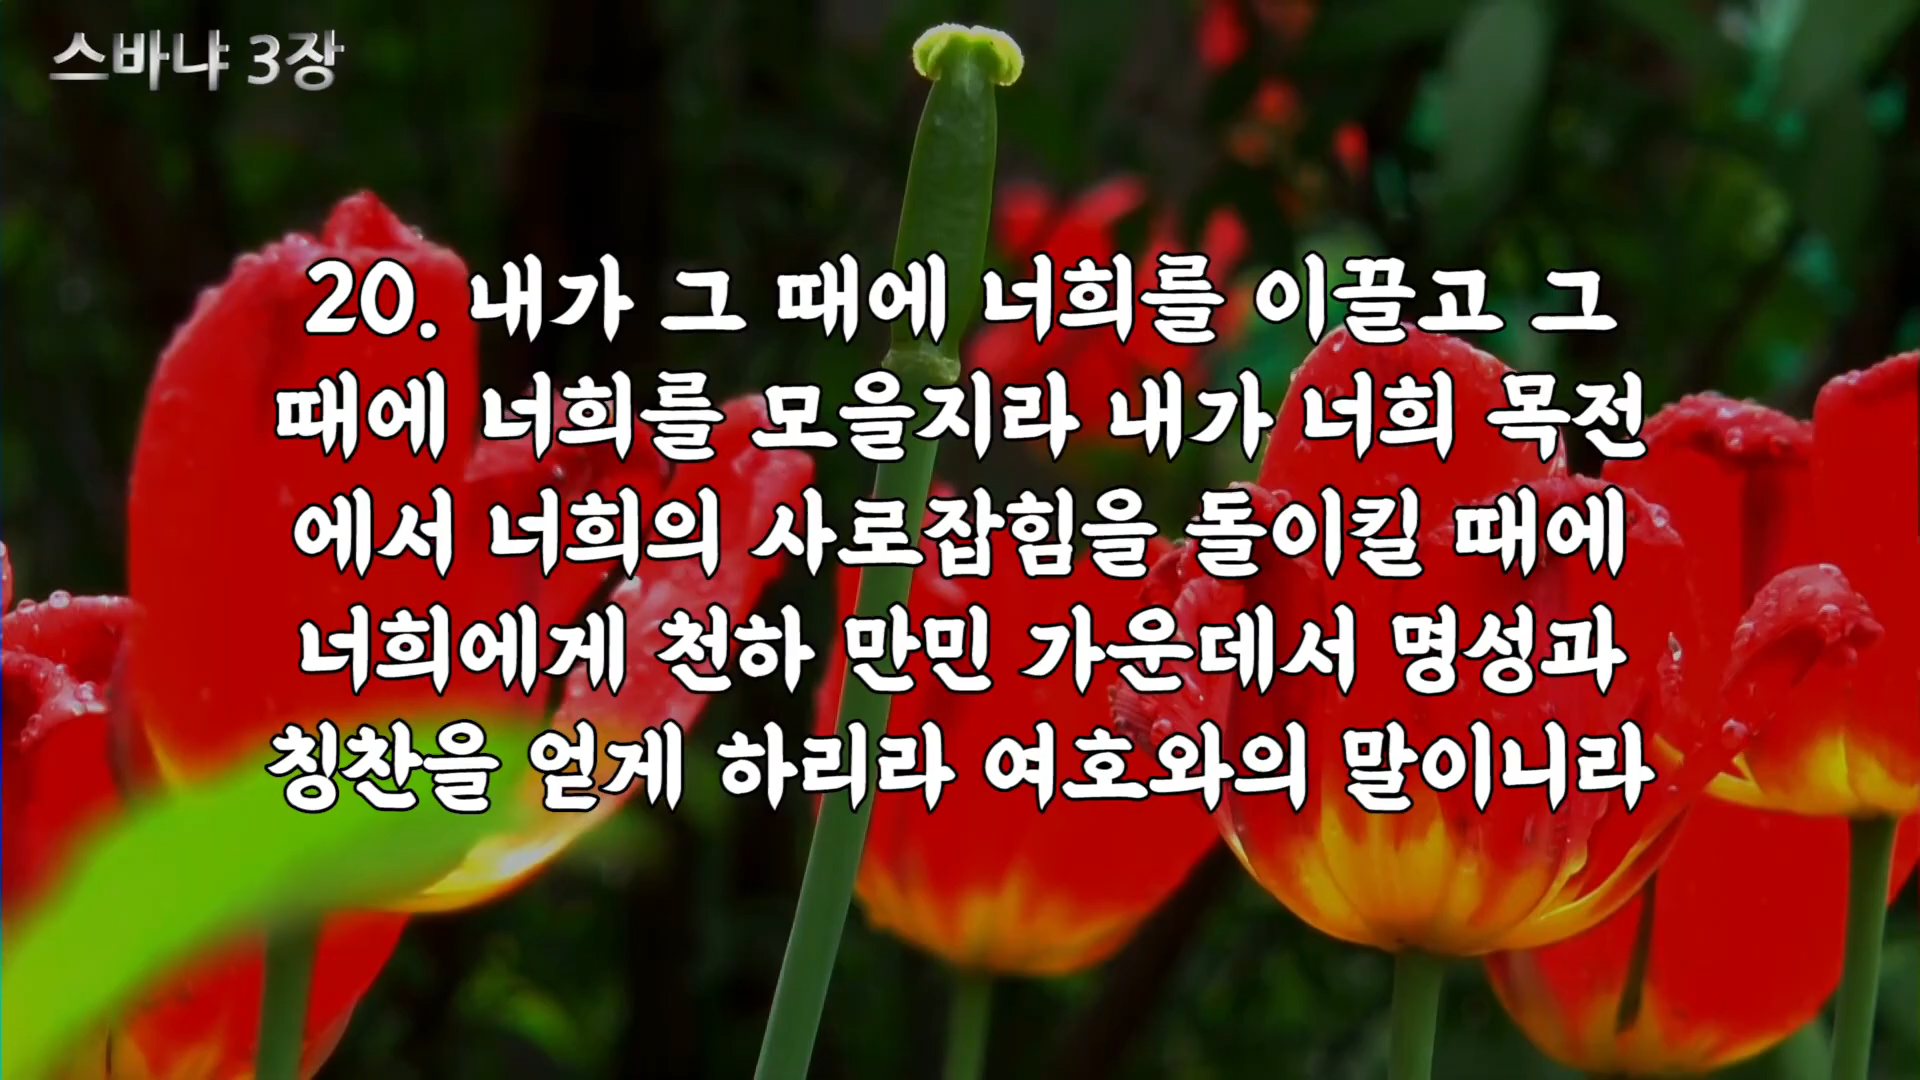 스바냐 3장
20. 내가 그 때에 너희를 이끌고 그
때에 너희를 모을지라 내가 너희 목전
에서 너희의 사로잡힘을 돌이킬 때에
너희에게 천하 만민 가운데서 명성과
칭찬을 얻게 하리라 여호와의 말이니라